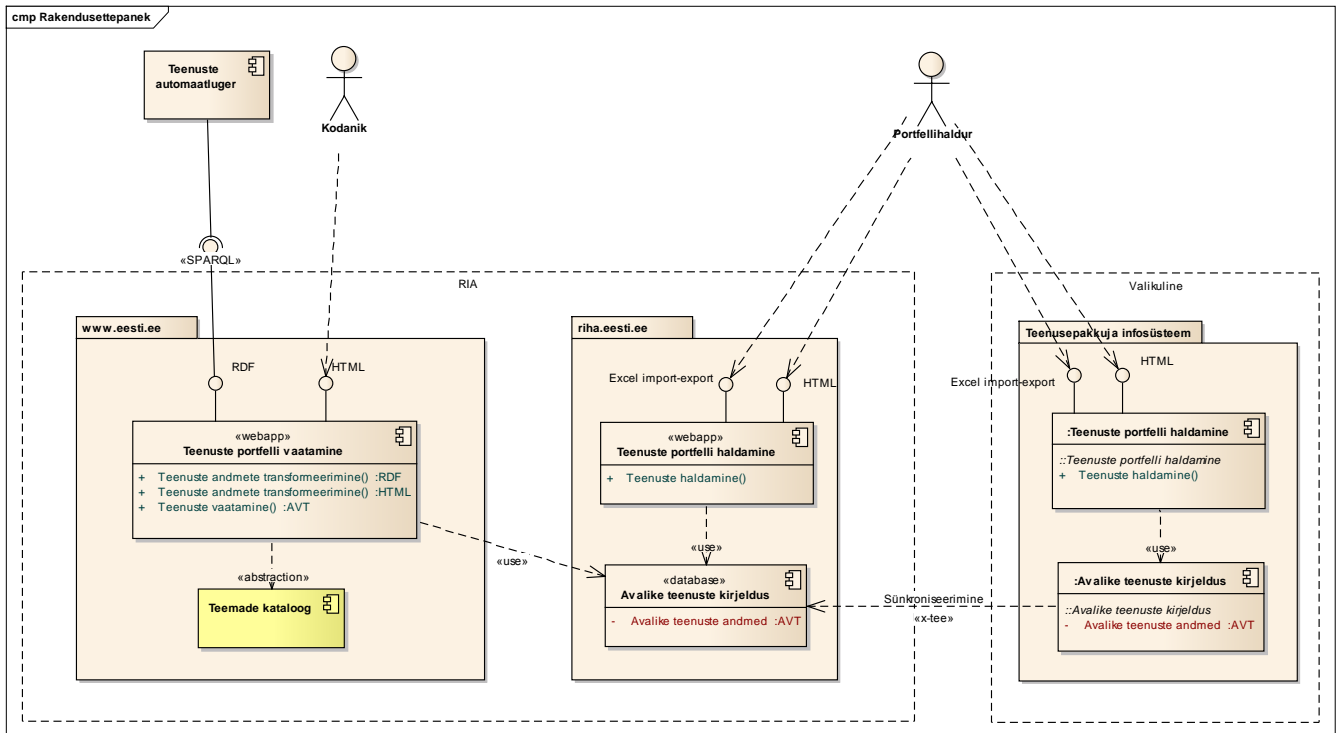 cmp Rakendusettepanek
Teenuste
automaatluger
Kodanik
Portfellihaldur
«SPARQL»
RIA
Valikuline
www.eesti.ee
RDF
HTML
«webapp»
Teenuste portfelli vaatamine
+ Teenuste andmete transformeerimine() :RDF
+ Teenuste andmete transformeerimine() :HTML
+ Teenuste vaatamine() :AVT
«abstraction»
Teemade kataloog
«use»
riha.eesti.ee
Excel import-export
HTML
«webapp»
Teenuste portfelli haldamine
+ Teenuste haldamine()
«use»
«database»
Avalike teenuste kirjeldus
- Avalike teenuste andmed :AVT
Sünkroniseerimine
«x-tee»
Teenusepakkuja infosüsteem
Excel import-export
HTML
:Teenuste portfelli haldamine
::Teenuste portfelli haldamine
+ Teenuste haldamine()
«use»
:Avalike teenuste kirjeldus
::Avalike teenuste kirjeldus
- Avalike teenuste andmed :AVT